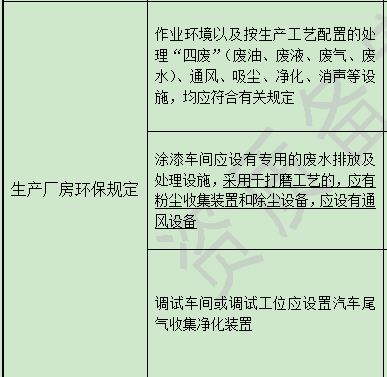 作业环境以及按生产工艺配置的处
理“四废”（废油、废液、废气、废
水）、通风、吸尘、净化、消声等设
施，均应符合有关规定
生产厂房环保规定
涂漆车间应设有专用的废水排放及
处理设施，采用干打磨工艺的，应有
粉尘收集装置和除尘设备，应设有通
风设备
调试车间或调试工位应设置汽车尾
气收集净化装置